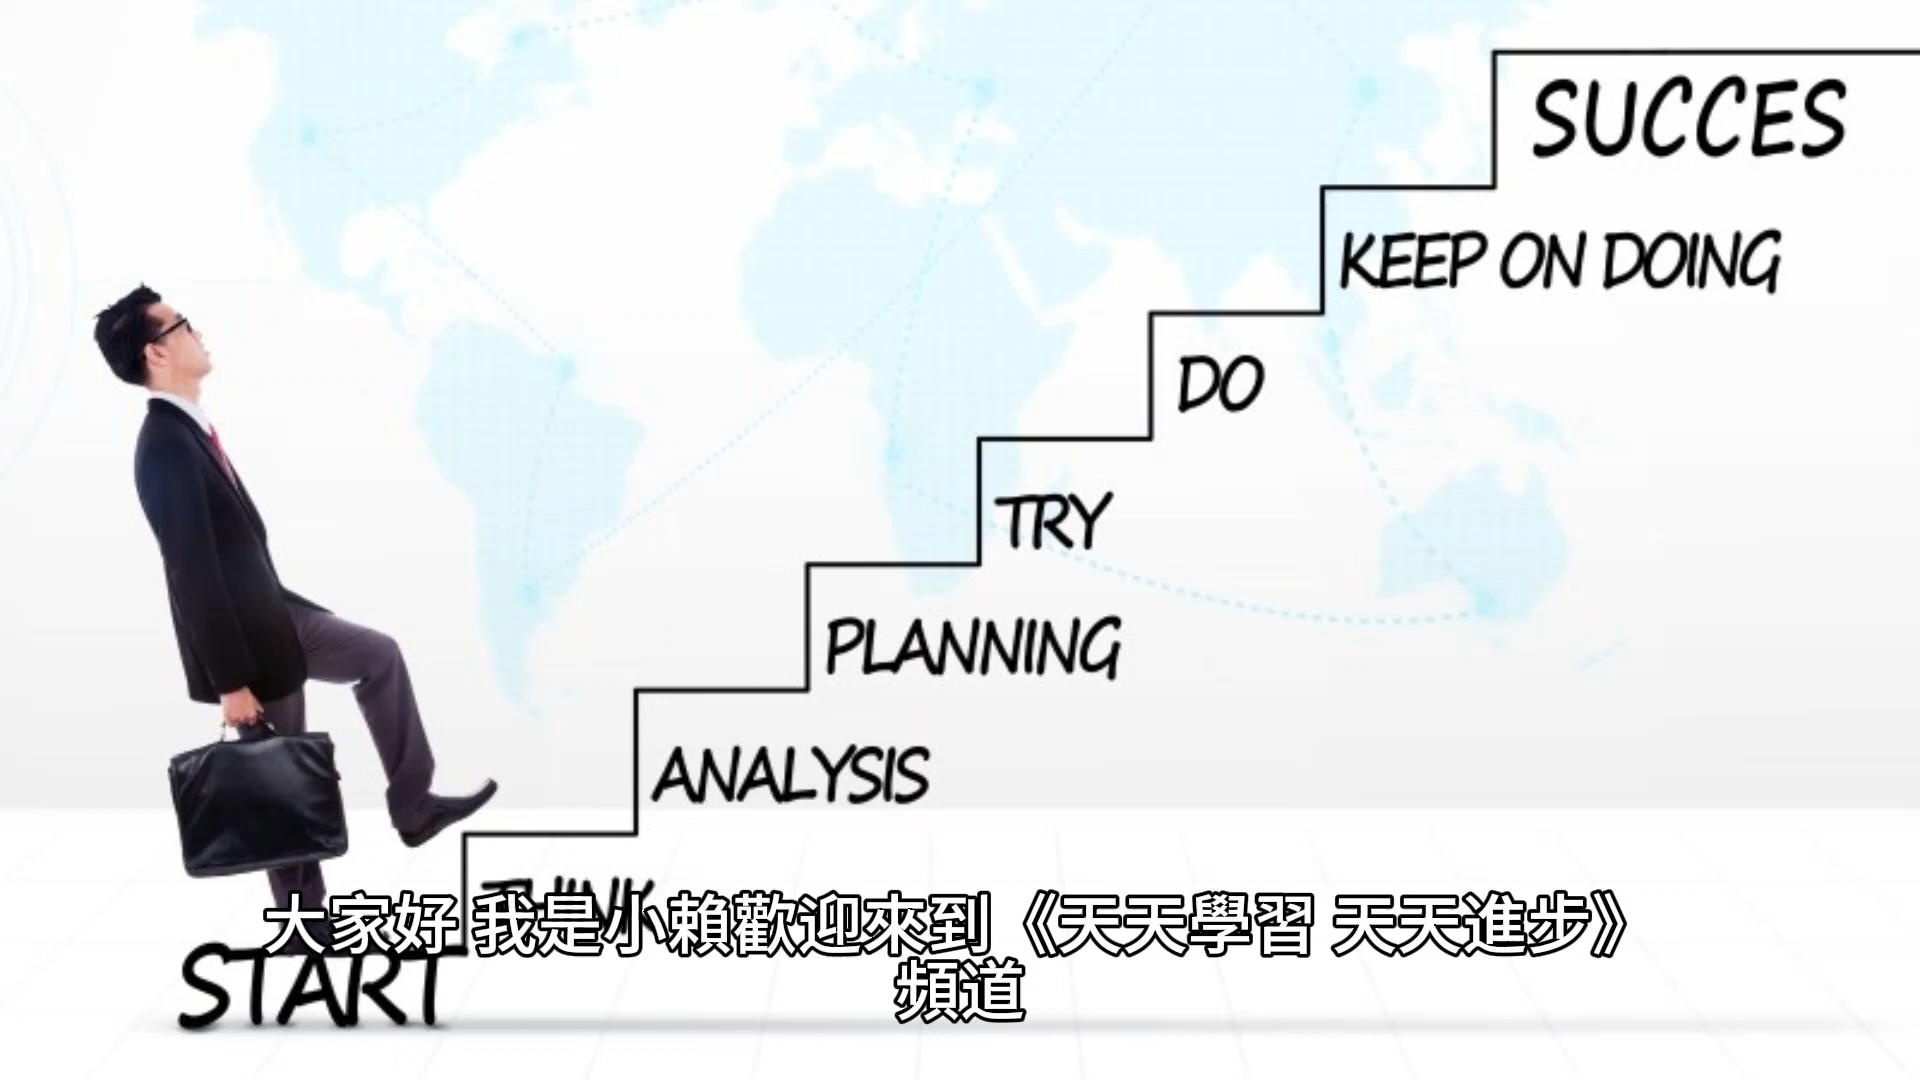 SUCCES
KEEP ON DOING
DO
TRY
PLANNING
ANALYSIS
THINK
START
大家好 我是小賴歡迎來到《天天學習 天天進步》
頻道